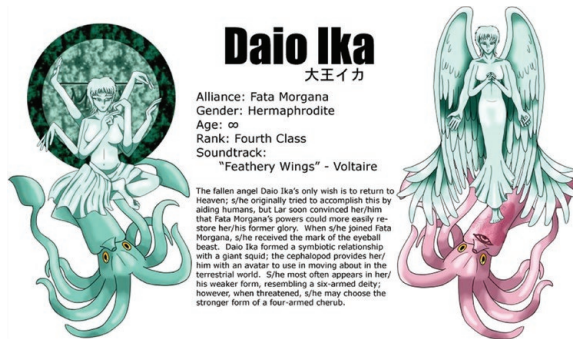 Daio Ika
大王イカ
Alliance: Fata Morgana
Gender: Hermaphrodite
Age: ∞
Rank: Fourth Class
Soundtrack:
"Feathery Wings" - Voltaire
The fallen angel Daio Ika's only wish is to return to
Heaven; s/he originally tried to accomplish this by
aiding humans, but Lar soon convinced her/him
that Fata Morgana's powers could more easily re-
store her/his former glory. When s/he joined Fata
Morgana, s/he received the mark of the eyeball
beast. Daio Ika formed a symbiotic relationship
with a giant squid; the cephalopod provides her/
him with an avatar to use in moving about in the
terrestrial world. S/he most often appears in her/
his weaker form, resembling a six-armed deity;
however, when threatened, s/he may choose the
stronger form of a four-armed cherub.